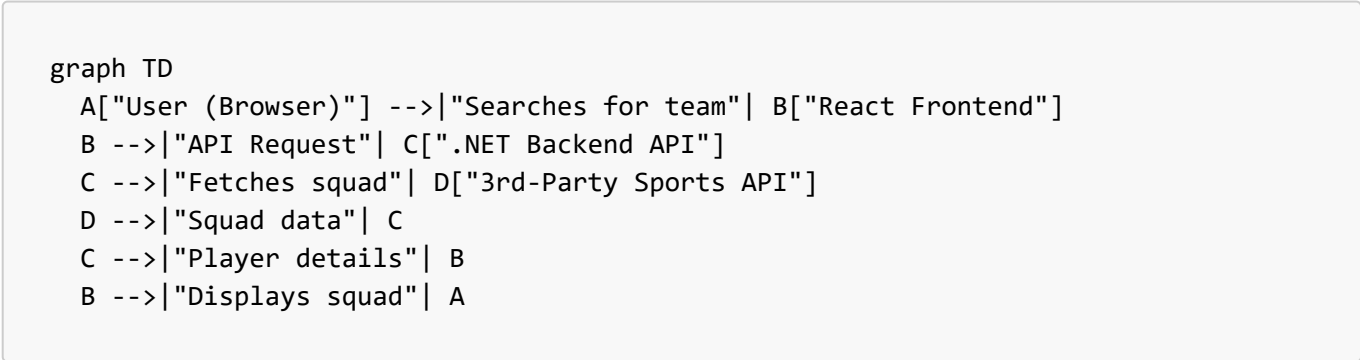 graph TD
  A["User (Browser)"] -->|"Searches for team"| B["React Frontend"]
  B -->|"API Request"| C[".NET Backend API"]
  C -->|"Fetches squad"| D["3rd-Party Sports API"]
  D -->|"Squad data"| C
  C -->|"Player details"| B
  B -->|"Displays squad"| A